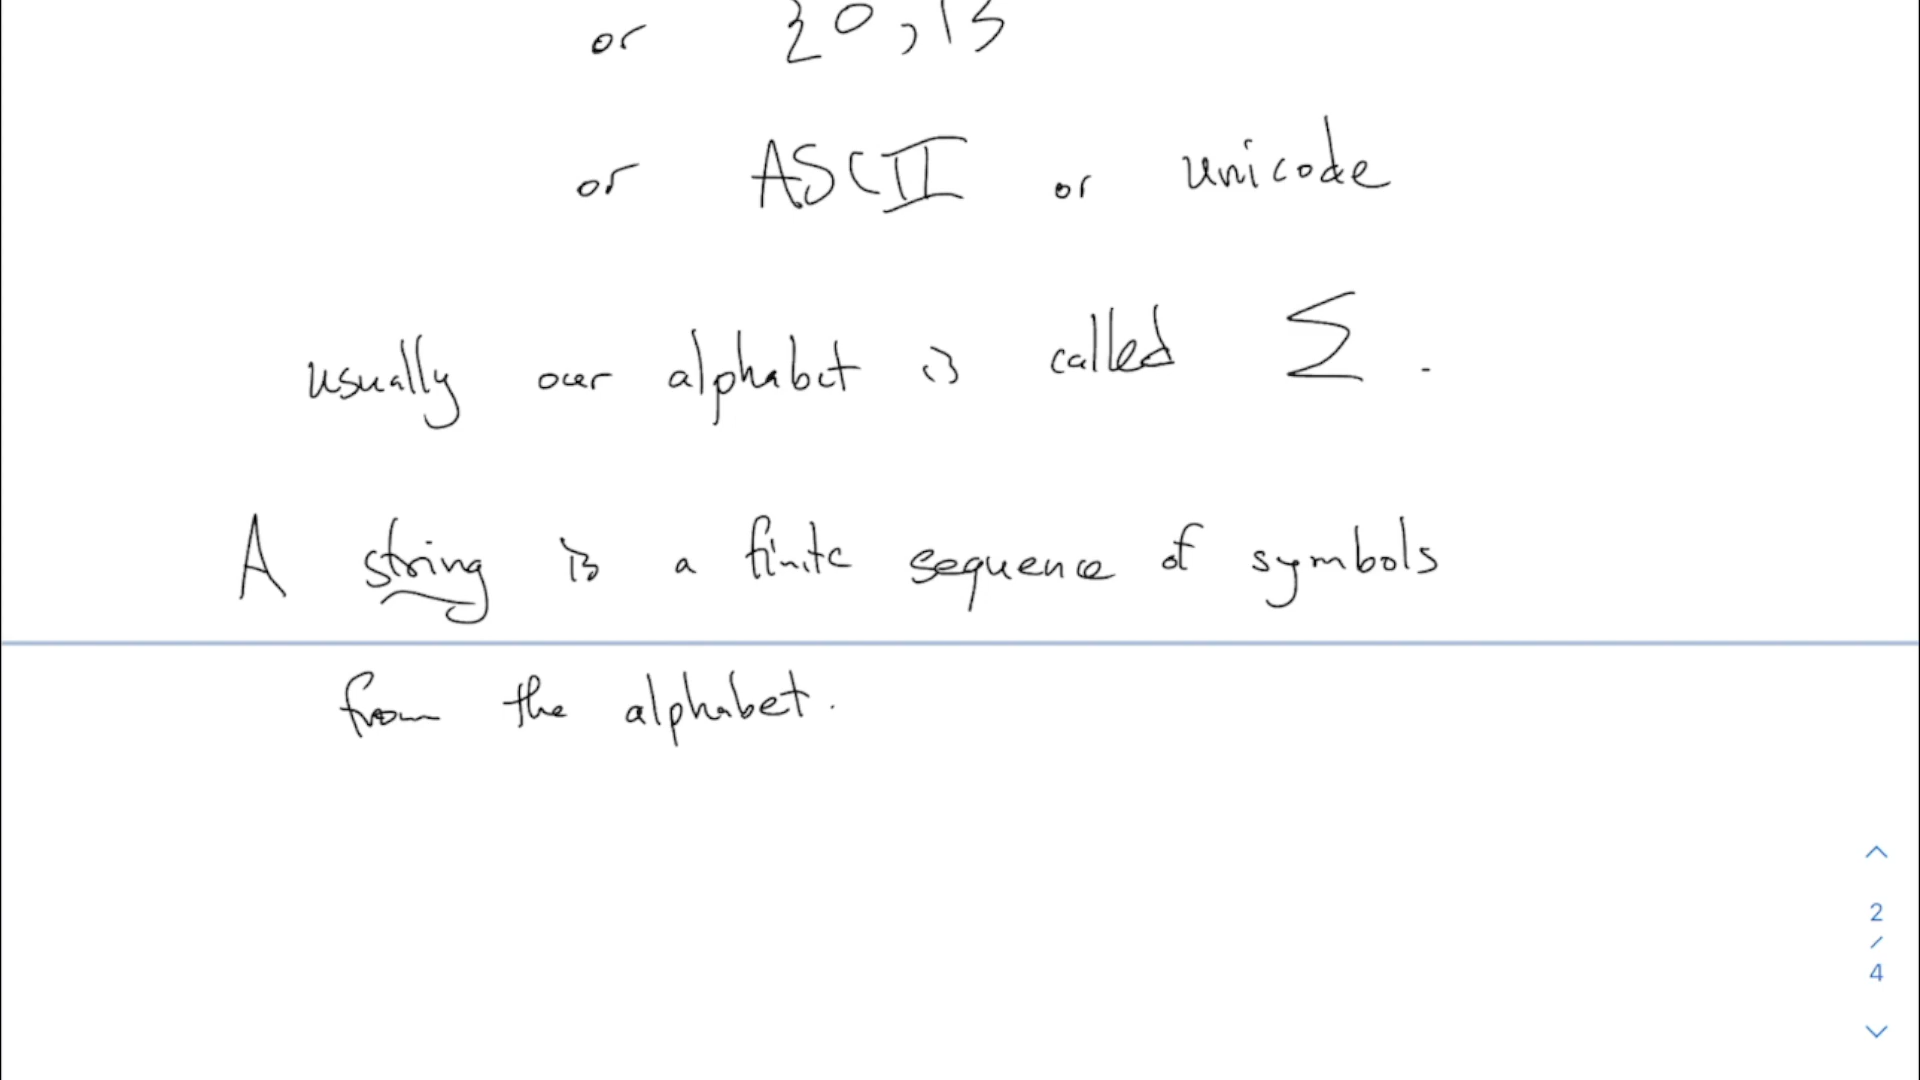 or {0,1}
or ASCII or unicode
usually our alphabet is called Σ.
A string is a finite sequence of symbols
from the alphabet.
2
/
4